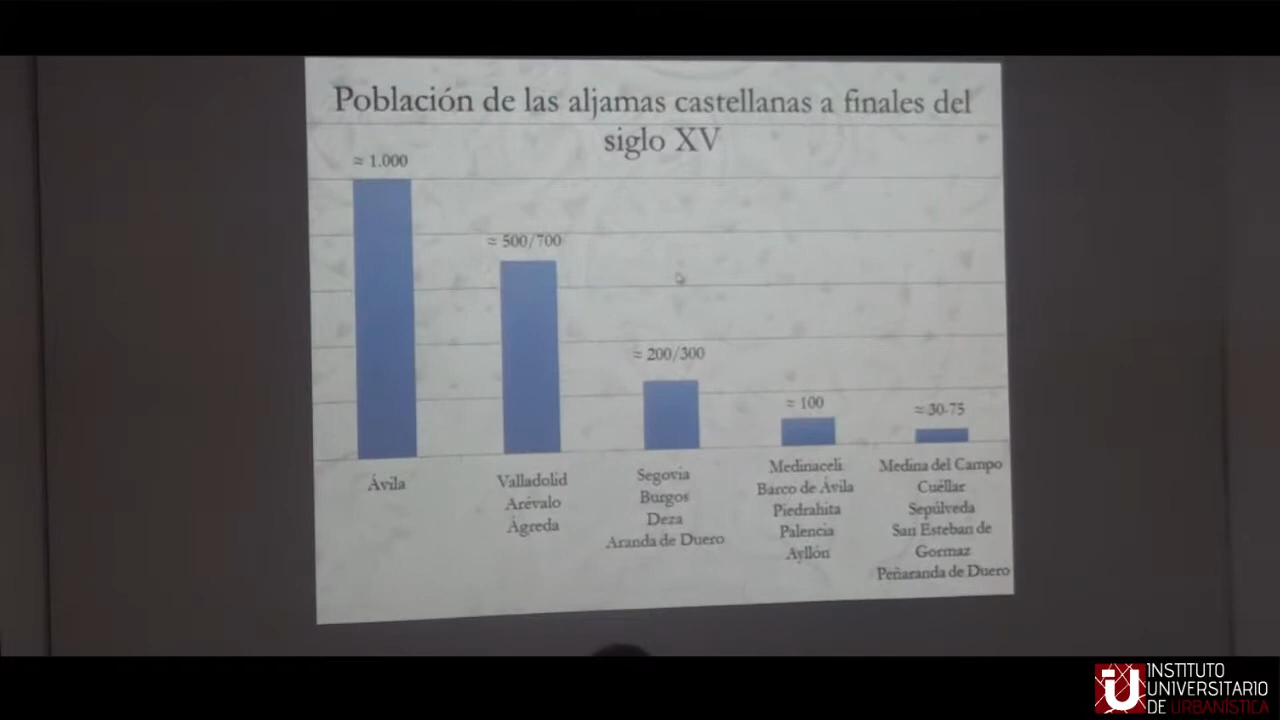 Población de las aljamas castellanas a finales del
siglo XV
≈ 1.000
≈ 500/700
≈ 200/300
≈ 100
≈ 30-75
Ávila
Valladolid
Arévalo
Ágreda
Segovia
Burgos
Deza
Aranda de Duero
Medinaceli
Barco de Ávila
Piedrahita
Palencia
Ayllón
Medina del Campo
Cuéllar
Sepúlveda
San Esteban de
Gormaz
Peñaranda de Duero
iU INSTITUTO
UNIVERSITARIO
DE URBANÍSTICA